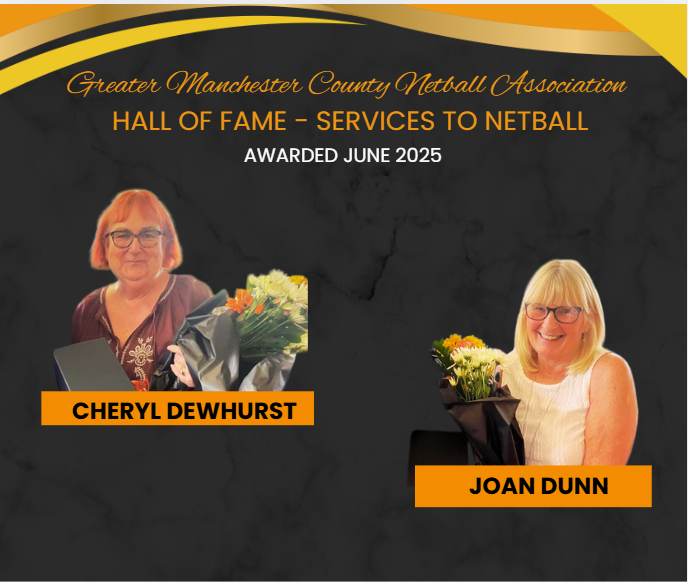 Greater Manchester County Netball Association
HALL OF FAME - SERVICES TO NETBALL
AWARDED JUNE 2025
CHERYL DEWHURST
JOAN DUNN